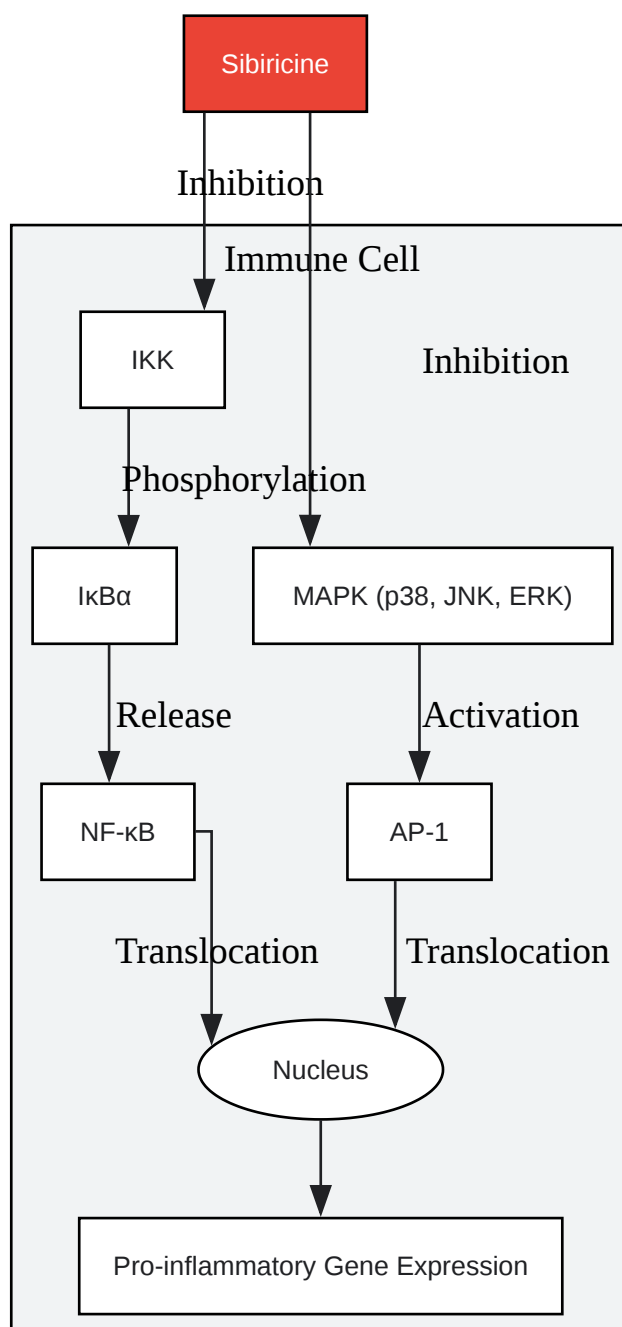 Sibiricine
Inhibition
Immune Cell
IKK
Inhibition
Phosphorylation
IκBα
MAPK (p38, JNK, ERK)
Release
Activation
NF-κB
AP-1
Translocation
Translocation
Nucleus
Pro-inflammatory Gene Expression